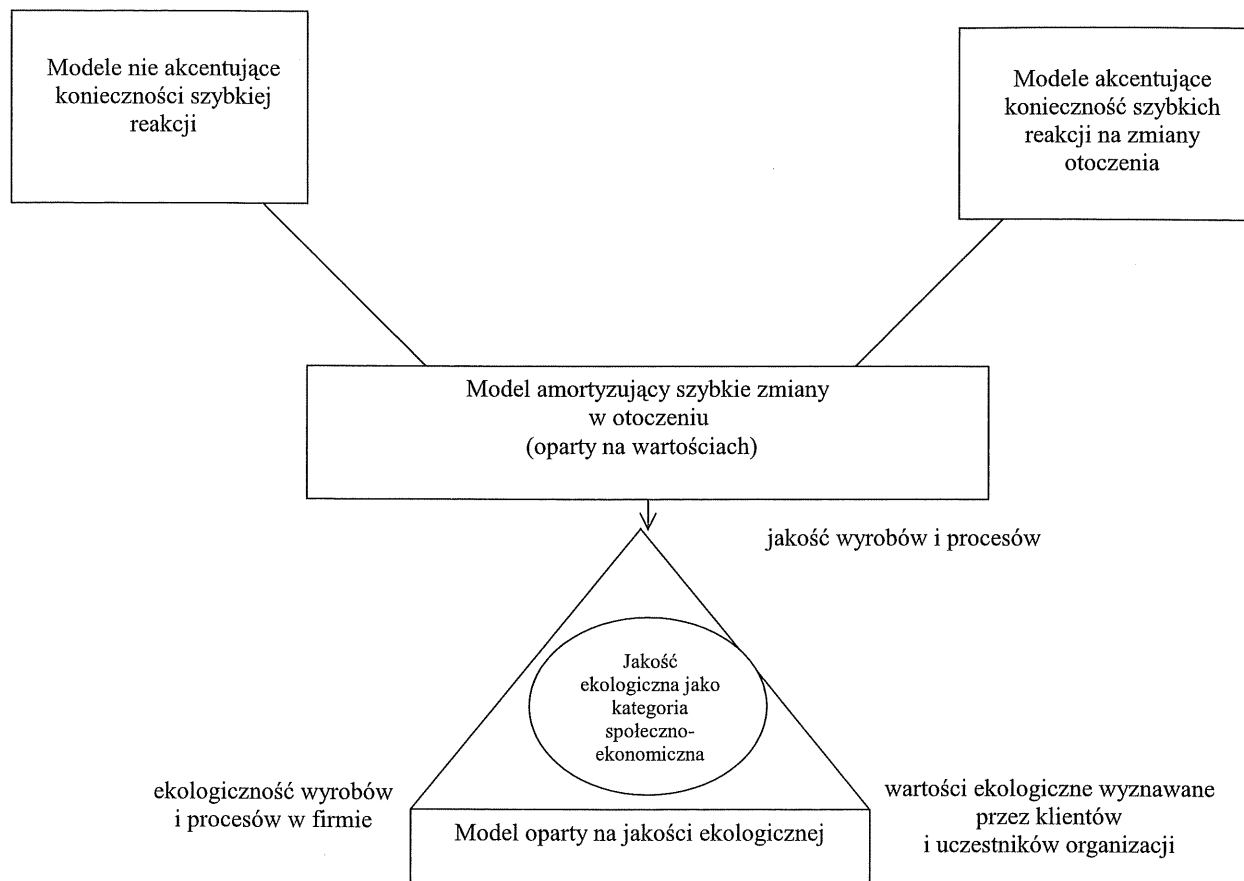 Modele nie akcentujące
konieczności szybkiej
reakcji
Modele akcentujące
konieczność szybkich
reakcji na zmiany
otoczenia
Model amortyzujący szybkie zmiany
w otoczeniu
(oparty na wartościach)
jakość wyrobów i procesów
Jakość
ekologiczna jako
kategoria
społeczno-
ekonomiczna
ekologiczność wyrobów
i procesów w firmie
wartości ekologiczne wyznawane
przez klientów
i uczestników organizacji
Model oparty na jakości ekologicznej